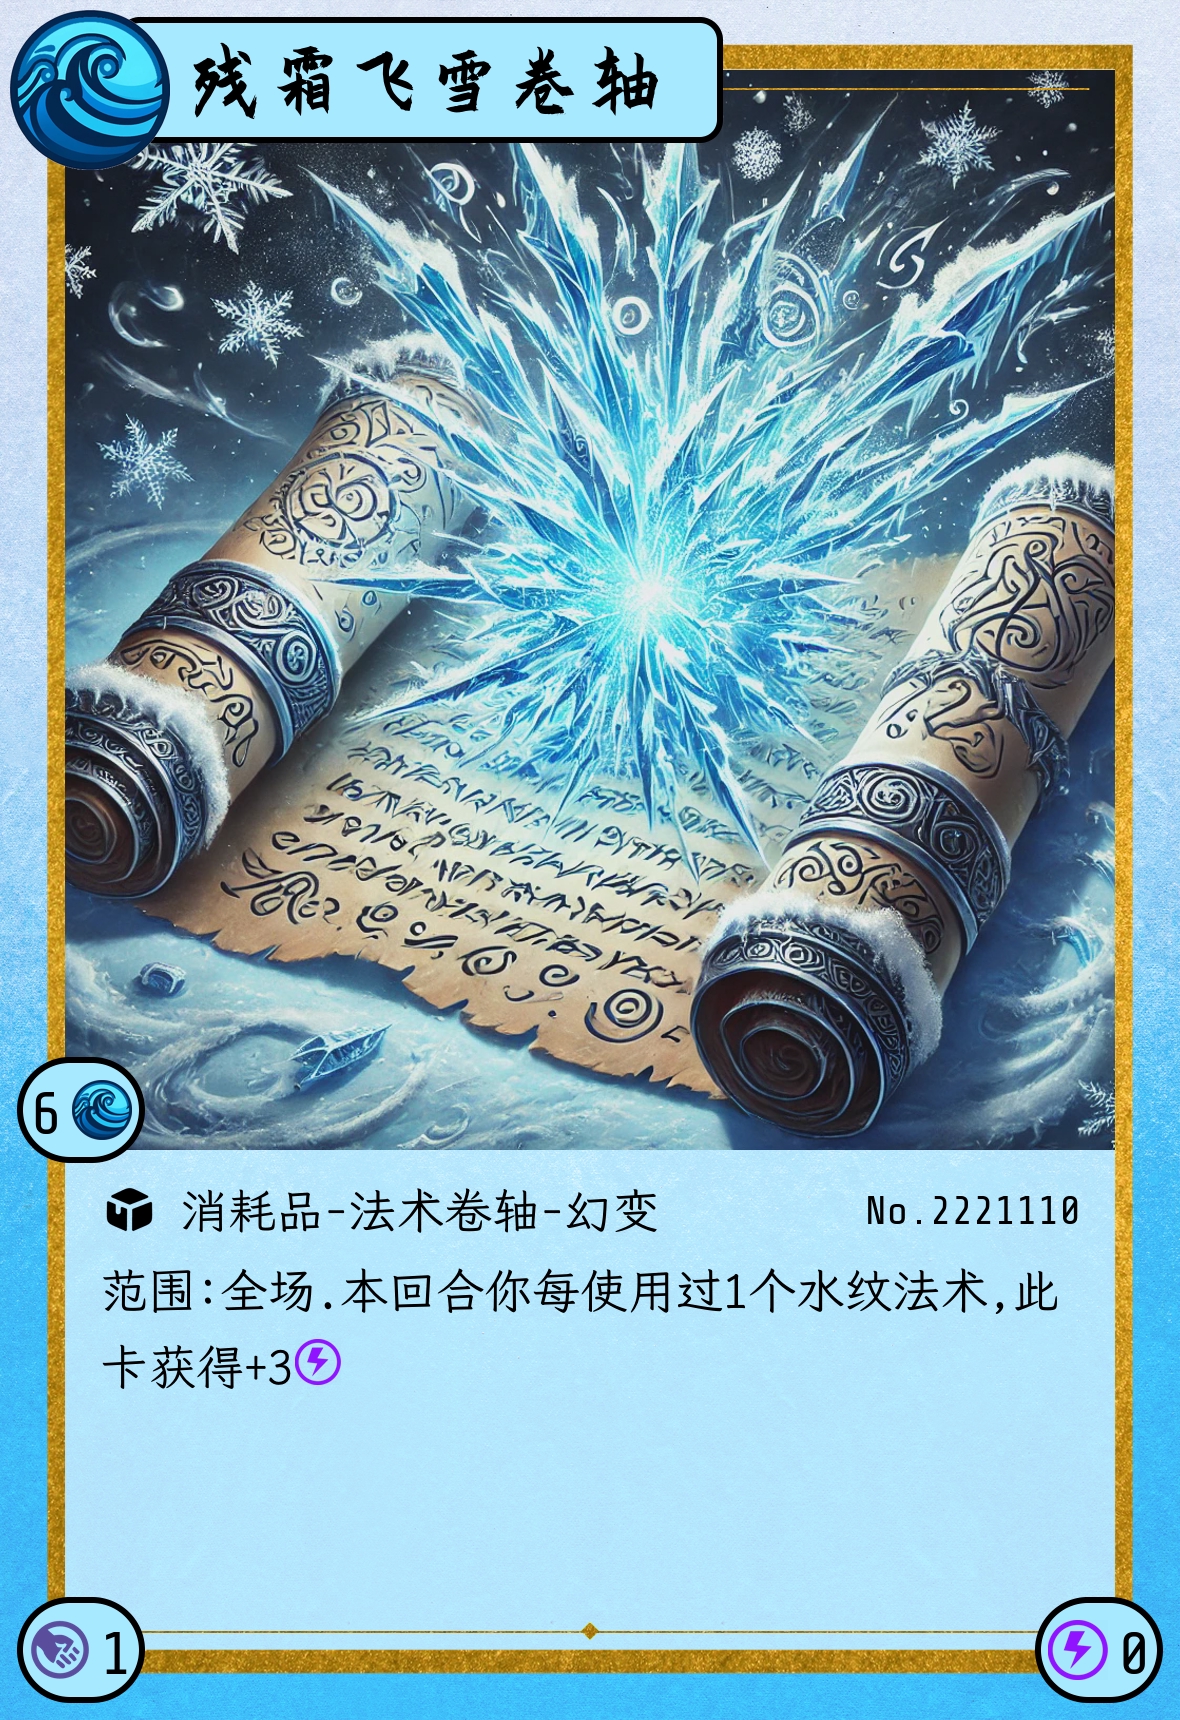 残霜飞雪卷轴
6
消耗品-法术卷轴-幻变 No.2221110
范围:全场.本回合你每使用过1个水纹法术,此
卡获得+3
1
0